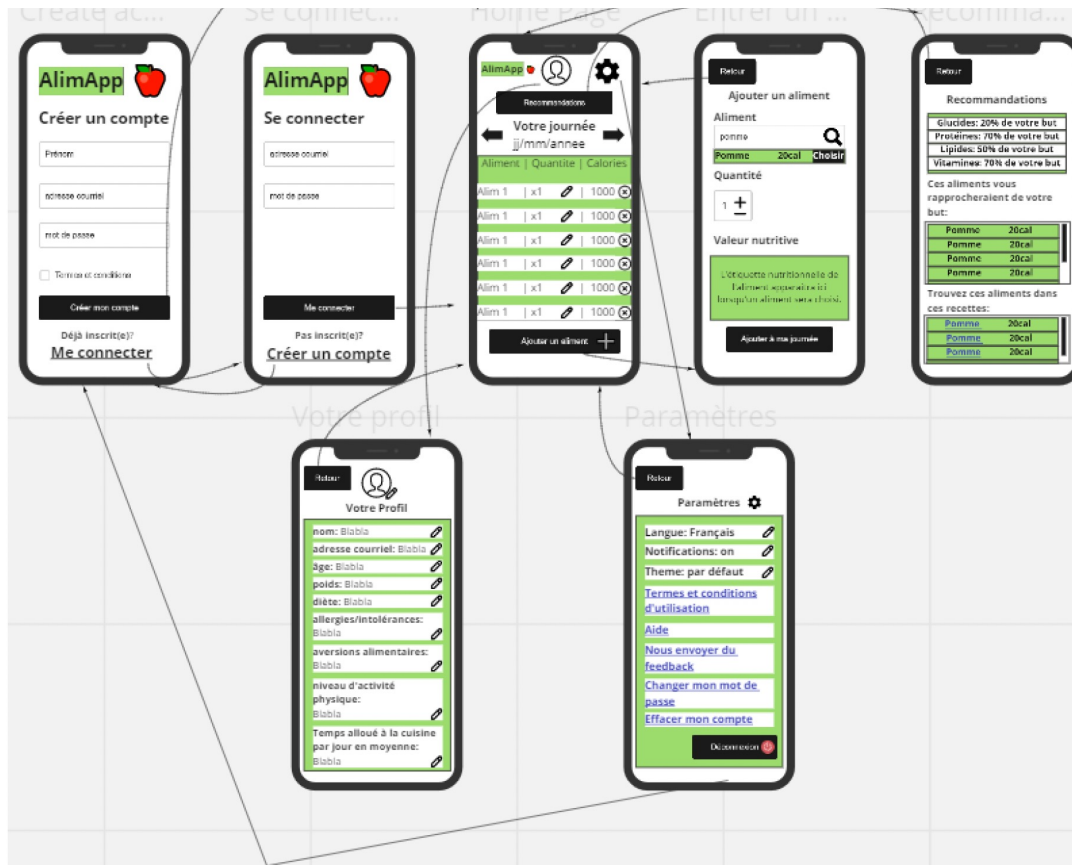 Create ac...
AlimApp
Créer un compte
Prénom
adresse courriel
mot de passe
Termes et conditions
Créer mon compte
Déjà inscrit(e)?
Me connecter
Se connec...
AlimApp
Se connecter
adresse courriel
mot de passe
Me connecter
Pas inscrit(e)?
Créer un compte
Home Page
AlimApp
Recommandations
Votre journée
jj/mm/annee
Aliment | Quantite | Calories
Alim 1 | x1 | 1000
Alim 1 | x1 | 1000
Alim 1 | x1 | 1000
Alim 1 | x1 | 1000
Alim 1 | x1 | 1000
Alim 1 | x1 | 1000
Ajouter un aliment
Entrer un ...
Retour
Ajouter un aliment
Aliment
pomme
Pomme 20cal Choisir
Quantité
1
Valeur nutritive
L'étiquette nutritionnelle de
l'aliment apparaitra ici
lorsqu'un aliment sera choisi.
Ajouter à ma journée
Recomma...
Retour
Recommandations
Glucides: 20% de votre but
Protéines: 70% de votre but
Lipides: 50% de votre but
Vitamines: 70% de votre but
Ces aliments vous
rapprocheraient de votre
but:
Pomme 20cal
Pomme 20cal
Pomme 20cal
Pomme 20cal
Trouvez ces aliments dans
ces recettes:
Pomme 20cal
Pomme 20cal
Pomme 20cal
Votre profil
Retour
Votre Profil
nom: Blabla
adresse courriel: Blabla
âge: Blabla
poids: Blabla
diète: Blabla
allergies/intolérances:
Blabla
aversions alimentaires:
Blabla
niveau d'activité
physique:
Blabla
Temps alloué à la cuisine
par jour en moyenne:
Blabla
Paramètres
Retour
Paramètres
Langue: Français
Notifications: on
Theme: par défaut
Termes et conditions
d'utilisation
Aide
Nous envoyer du
feedback
Changer mon mot de
passe
Effacer mon compte
Déconnexion